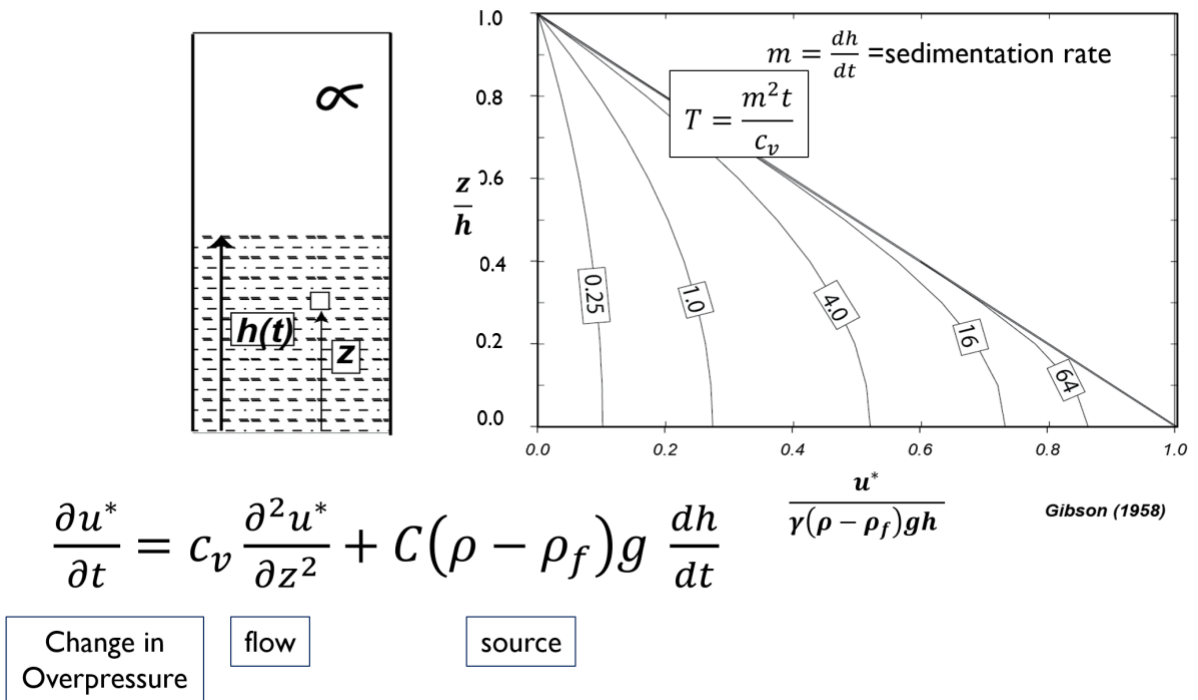 ∝
h(t)
z
1.0
0.8
0.6
0.4
0.2
0.0
z/h
m = dh/dt =sedimentation rate
T = m²t/c_v
0.25
1.0
4.0
16
64
0.0 0.2 0.4 0.6 0.8 1.0
u*/γ(ρ − ρ_f)gh
Gibson (1958)
∂u*/∂t = c_v ∂²u*/∂z² + C(ρ − ρ_f)g dh/dt
Change in
Overpressure
flow
source